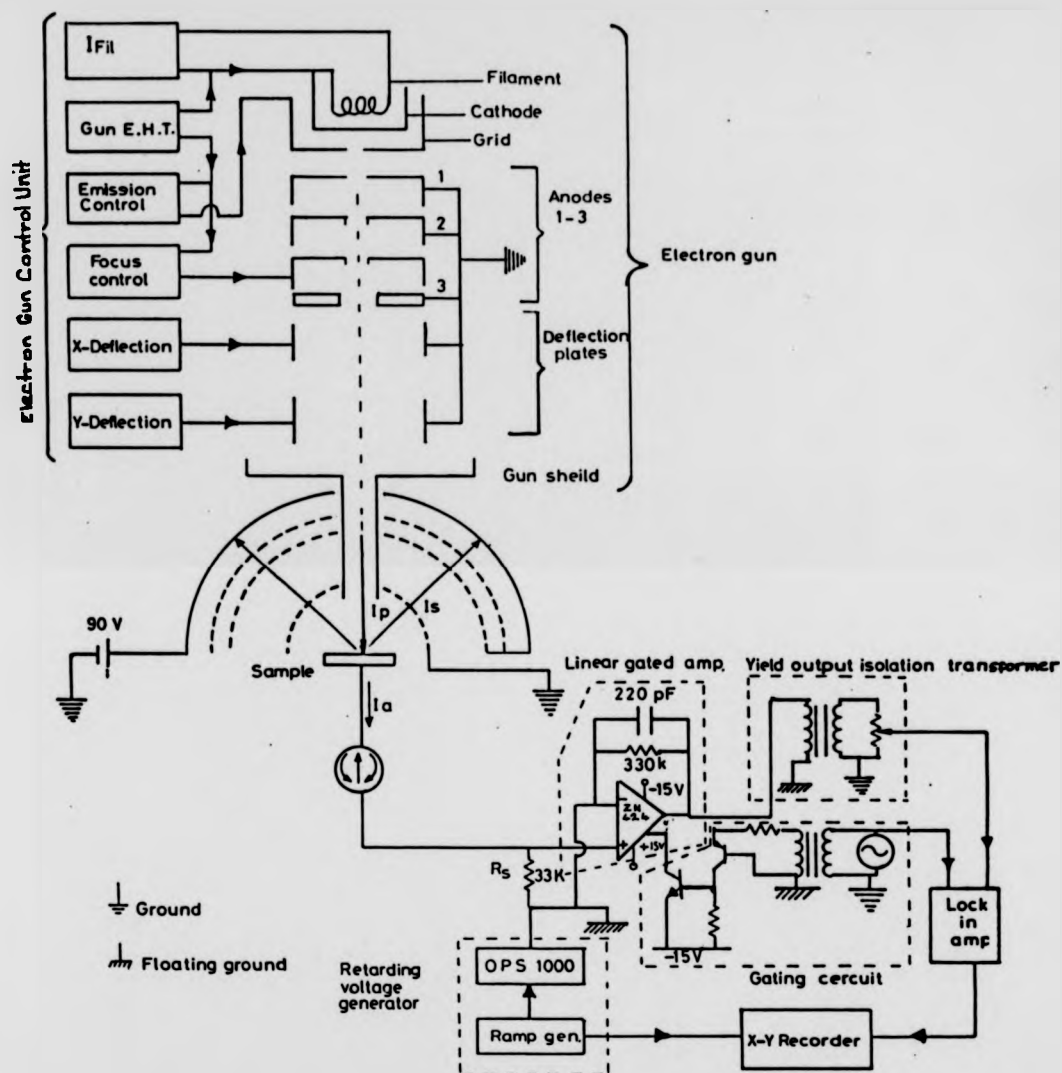 Electron Gun Control Unit
I Fil
Gun E.H.T.
Emission
Control
Focus
control
X-Deflection
Y-Deflection
Filament
Cathode
Grid
1
2
3
Anodes
1-3
Deflection
plates
Electron gun
Gun sheild
90 V
Ip
Is
Sample
Ia
Linear gated amp.
220 pF
330k
-15V
ZN
424
+15V
Yield output isolation transformer
Rs
33K
-15V
Gating cercuit
Lock
in
amp
Ground
Floating ground
Retarding
voltage
generator
OPS 1000
Ramp gen.
X-Y Recorder